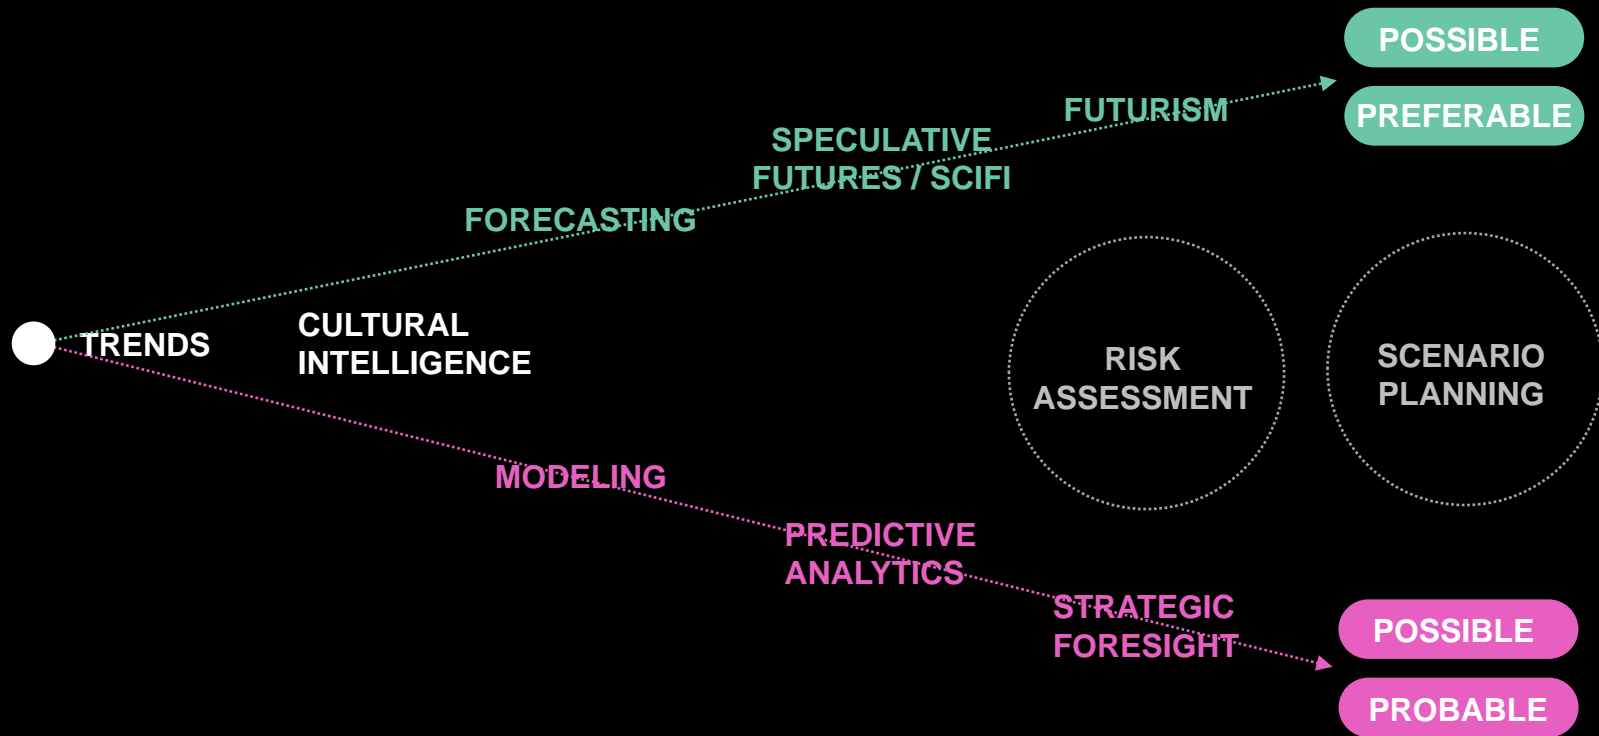 POSSIBLE
PREFERABLE
FUTURISM
SPECULATIVE
FUTURES / SCIFI
FORECASTING
TRENDS
CULTURAL
INTELLIGENCE
RISK
ASSESSMENT
SCENARIO
PLANNING
MODELING
PREDICTIVE
ANALYTICS
STRATEGIC
FORESIGHT
POSSIBLE
PROBABLE